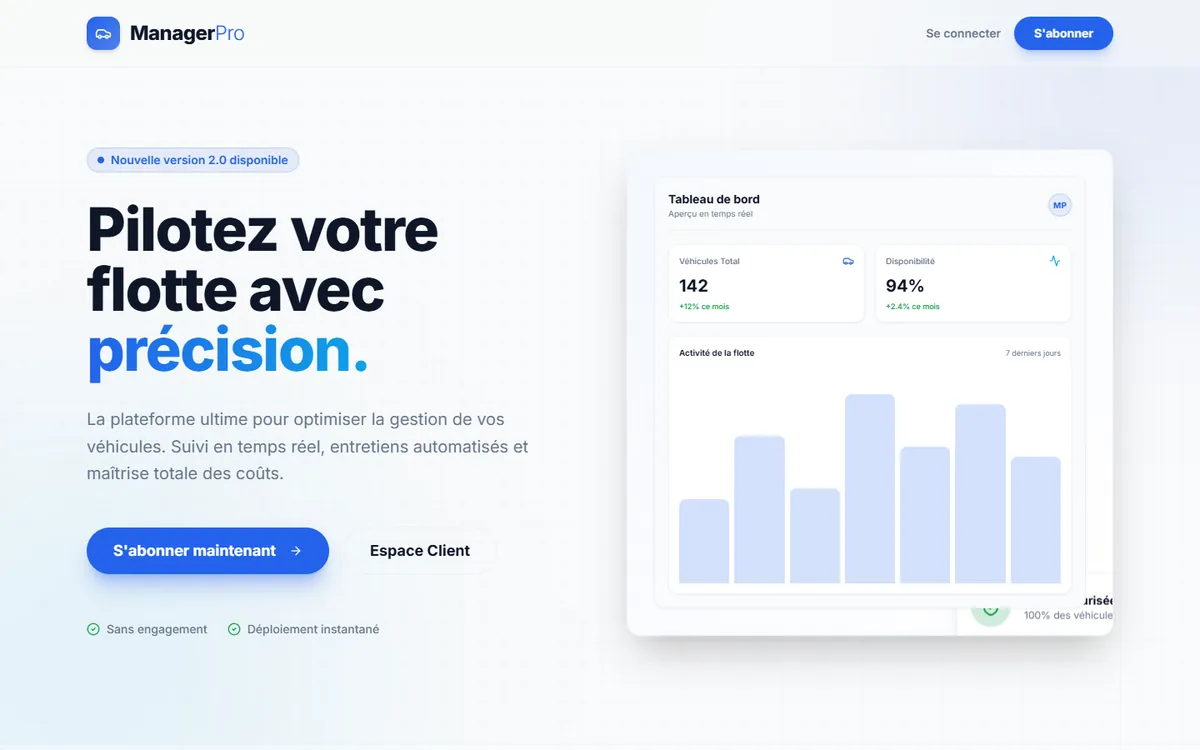 ManagerPro
Se connecter
S'abonner
Nouvelle version 2.0 disponible
Pilotez votre
flotte avec
précision.
La plateforme ultime pour optimiser la gestion de vos
véhicules. Suivi en temps réel, entretiens automatisés et
maîtrise totale des coûts.
S'abonner maintenant
Espace Client
Sans engagement
Déploiement instantané
Tableau de bord
Aperçu en temps réel
MP
Véhicules Total
142
+12% ce mois
Disponibilité
94%
+2.4% ce mois
Activité de la flotte
7 derniers jours
100% des véhicule